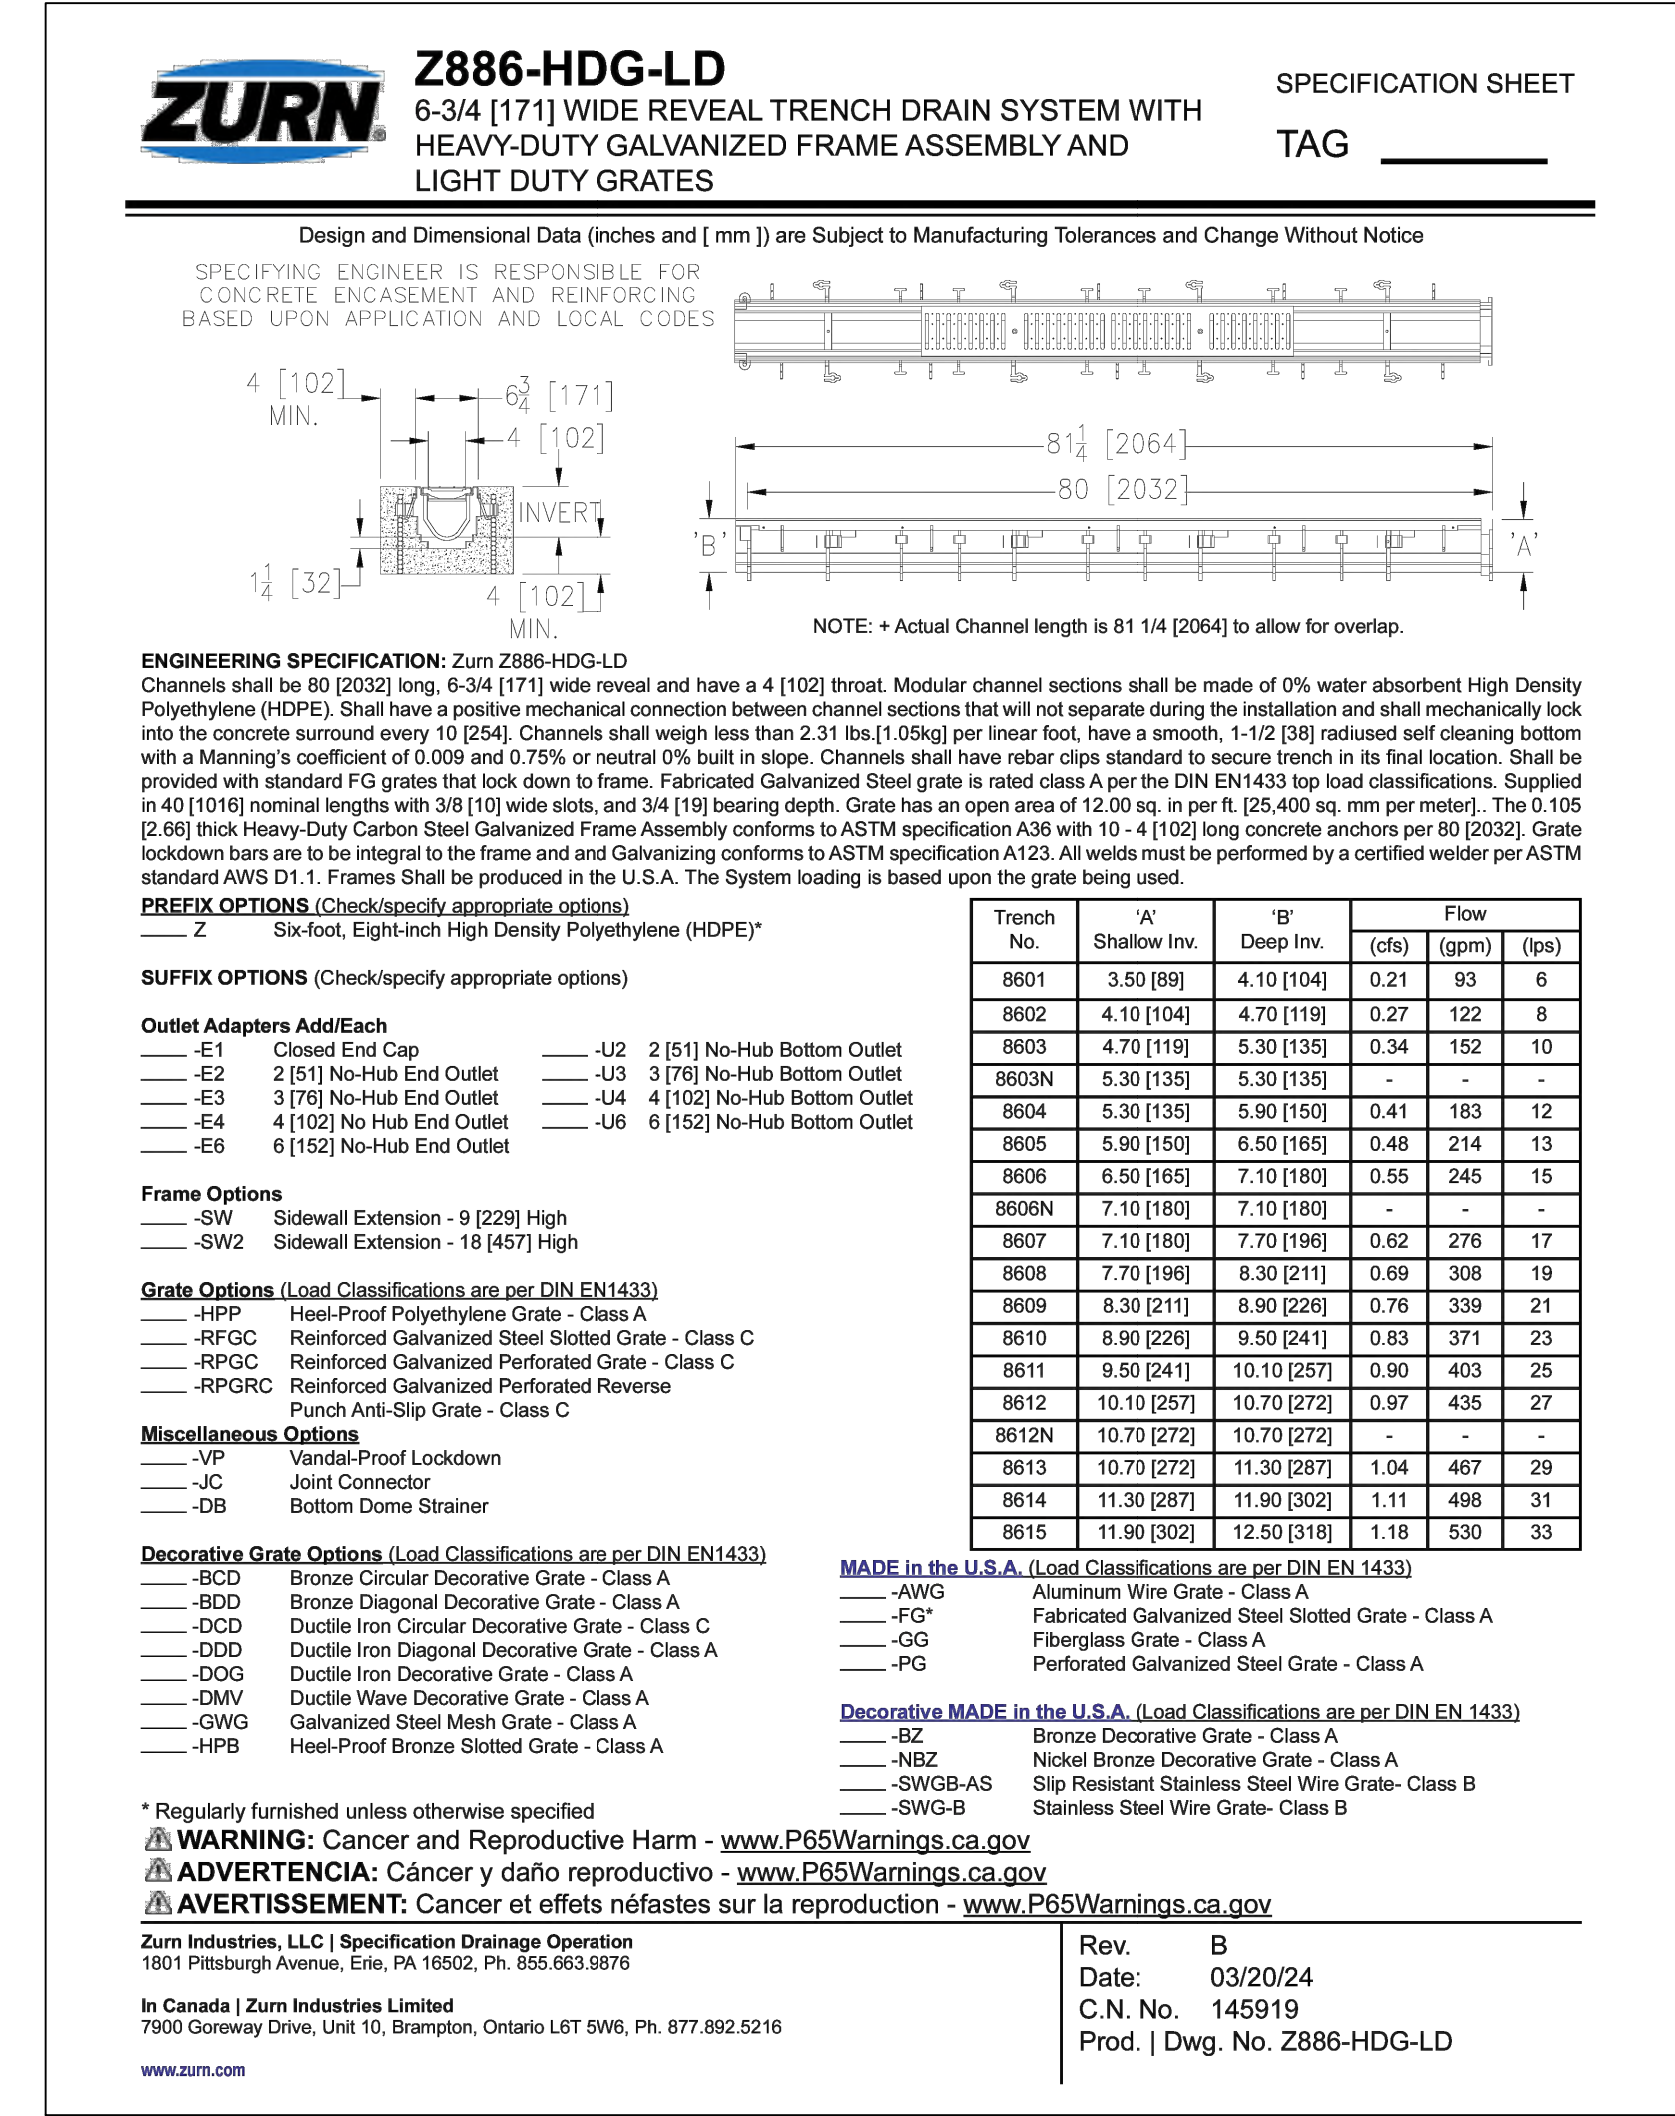 ZURN®
Z886-HDG-LD
6-3/4 [171] WIDE REVEAL TRENCH DRAIN SYSTEM WITH
HEAVY-DUTY GALVANIZED FRAME ASSEMBLY AND
LIGHT DUTY GRATES
SPECIFICATION SHEET
TAG
Design and Dimensional Data (inches and [ mm ]) are Subject to Manufacturing Tolerances and Change Without Notice
SPECIFYING ENGINEER IS RESPONSIBLE FOR
CONCRETE ENCASEMENT AND REINFORCING
BASED UPON APPLICATION AND LOCAL CODES
4 [102]
MIN.
6 3/4 [171]
4 [102]
INVERT
1 1/4 [32]
4 [102]
MIN.
81 1/4 [2064]
80 [2032]
'B'
'A'
NOTE: + Actual Channel length is 81 1/4 [2064] to allow for overlap.
ENGINEERING SPECIFICATION: Zurn Z886-HDG-LD
Channels shall be 80 [2032] long, 6-3/4 [171] wide reveal and have a 4 [102] throat. Modular channel sections shall be made of 0% water absorbent High Density
Polyethylene (HDPE). Shall have a positive mechanical connection between channel sections that will not separate during the installation and shall mechanically lock
into the concrete surround every 10 [254]. Channels shall weigh less than 2.31 lbs.[1.05kg] per linear foot, have a smooth, 1-1/2 [38] radiused self cleaning bottom
with a Manning's coefficient of 0.009 and 0.75% or neutral 0% built in slope. Channels shall have rebar clips standard to secure trench in its final location. Shall be
provided with standard FG grates that lock down to frame. Fabricated Galvanized Steel grate is rated class A per the DIN EN1433 top load classifications. Supplied
in 40 [1016] nominal lengths with 3/8 [10] wide slots, and 3/4 [19] bearing depth. Grate has an open area of 12.00 sq. in per ft. [25,400 sq. mm per meter].. The 0.105
[2.66] thick Heavy-Duty Carbon Steel Galvanized Frame Assembly conforms to ASTM specification A36 with 10 - 4 [102] long concrete anchors per 80 [2032]. Grate
lockdown bars are to be integral to the frame and and Galvanizing conforms to ASTM specification A123. All welds must be performed by a certified welder per ASTM
standard AWS D1.1. Frames Shall be produced in the U.S.A. The System loading is based upon the grate being used.
PREFIX OPTIONS (Check/specify appropriate options)
Z Six-foot, Eight-inch High Density Polyethylene (HDPE)*
SUFFIX OPTIONS (Check/specify appropriate options)
Outlet Adapters Add/Each
-E1 Closed End Cap -U2 2 [51] No-Hub Bottom Outlet
-E2 2 [51] No-Hub End Outlet -U3 3 [76] No-Hub Bottom Outlet
-E3 3 [76] No-Hub End Outlet -U4 4 [102] No-Hub Bottom Outlet
-E4 4 [102] No Hub End Outlet -U6 6 [152] No-Hub Bottom Outlet
-E6 6 [152] No-Hub End Outlet
Frame Options
-SW Sidewall Extension - 9 [229] High
-SW2 Sidewall Extension - 18 [457] High
Grate Options (Load Classifications are per DIN EN1433)
-HPP Heel-Proof Polyethylene Grate - Class A
-RFGC Reinforced Galvanized Steel Slotted Grate - Class C
-RPGC Reinforced Galvanized Perforated Grate - Class C
-RPGRC Reinforced Galvanized Perforated Reverse
Punch Anti-Slip Grate - Class C
Miscellaneous Options
-VP Vandal-Proof Lockdown
-JC Joint Connector
-DB Bottom Dome Strainer
Decorative Grate Options (Load Classifications are per DIN EN1433)
-BCD Bronze Circular Decorative Grate - Class A
-BDD Bronze Diagonal Decorative Grate - Class A
-DCD Ductile Iron Circular Decorative Grate - Class C
-DDD Ductile Iron Diagonal Decorative Grate - Class A
-DOG Ductile Iron Decorative Grate - Class A
-DMV Ductile Wave Decorative Grate - Class A
-GWG Galvanized Steel Mesh Grate - Class A
-HPB Heel-Proof Bronze Slotted Grate - Class A
Trench 'A' 'B' Flow
No. Shallow Inv. Deep Inv. (cfs) (gpm) (lps)
8601 3.50 [89] 4.10 [104] 0.21 93 6
8602 4.10 [104] 4.70 [119] 0.27 122 8
8603 4.70 [119] 5.30 [135] 0.34 152 10
8603N 5.30 [135] 5.30 [135] - - -
8604 5.30 [135] 5.90 [150] 0.41 183 12
8605 5.90 [150] 6.50 [165] 0.48 214 13
8606 6.50 [165] 7.10 [180] 0.55 245 15
8606N 7.10 [180] 7.10 [180] - - -
8607 7.10 [180] 7.70 [196] 0.62 276 17
8608 7.70 [196] 8.30 [211] 0.69 308 19
8609 8.30 [211] 8.90 [226] 0.76 339 21
8610 8.90 [226] 9.50 [241] 0.83 371 23
8611 9.50 [241] 10.10 [257] 0.90 403 25
8612 10.10 [257] 10.70 [272] 0.97 435 27
8612N 10.70 [272] 10.70 [272] - - -
8613 10.70 [272] 11.30 [287] 1.04 467 29
8614 11.30 [287] 11.90 [302] 1.11 498 31
8615 11.90 [302] 12.50 [318] 1.18 530 33
MADE in the U.S.A. (Load Classifications are per DIN EN 1433)
-AWG Aluminum Wire Grate - Class A
-FG* Fabricated Galvanized Steel Slotted Grate - Class A
-GG Fiberglass Grate - Class A
-PG Perforated Galvanized Steel Grate - Class A
Decorative MADE in the U.S.A. (Load Classifications are per DIN EN 1433)
-BZ Bronze Decorative Grate - Class A
-NBZ Nickel Bronze Decorative Grate - Class A
-SWGB-AS Slip Resistant Stainless Steel Wire Grate- Class B
-SWG-B Stainless Steel Wire Grate- Class B
* Regularly furnished unless otherwise specified
WARNING: Cancer and Reproductive Harm - www.P65Warnings.ca.gov
ADVERTENCIA: Cáncer y daño reproductivo - www.P65Warnings.ca.gov
AVERTISSEMENT: Cancer et effets néfastes sur la reproduction - www.P65Warnings.ca.gov
Zurn Industries, LLC | Specification Drainage Operation
1801 Pittsburgh Avenue, Erie, PA 16502, Ph. 855.663.9876
In Canada | Zurn Industries Limited
7900 Goreway Drive, Unit 10, Brampton, Ontario L6T 5W6, Ph. 877.892.5216
www.zurn.com
Rev. B
Date: 03/20/24
C.N. No. 145919
Prod. | Dwg. No. Z886-HDG-LD